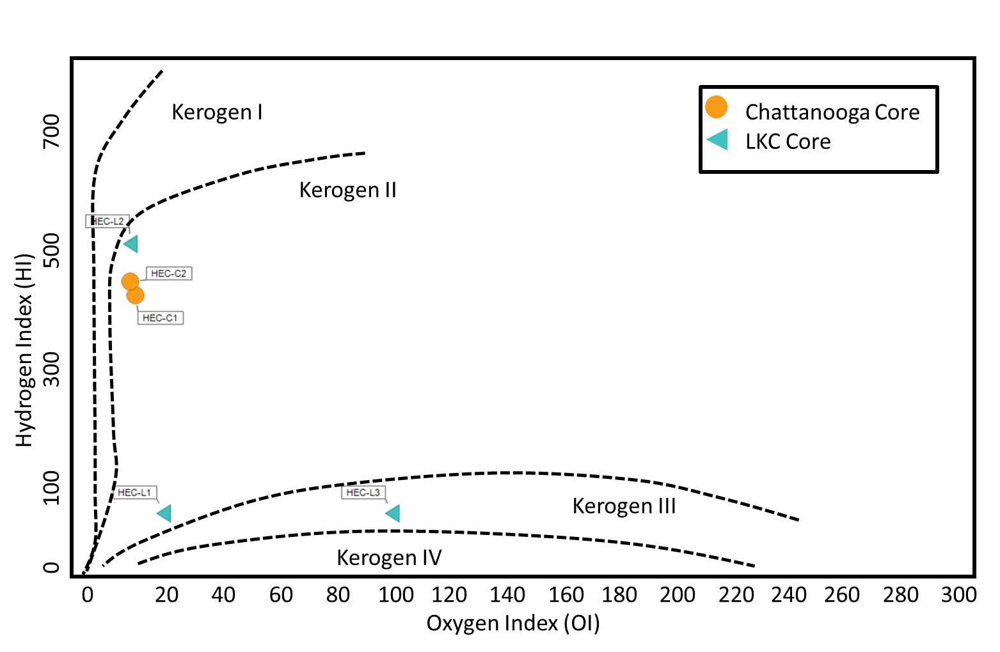 Kerogen I
Chattanooga Core
LKC Core
700
Kerogen II
HEC-L2
500
HEC-C2
HEC-C1
Hydrogen Index (HI)
300
100
HEC-L1
HEC-L3
Kerogen III
Kerogen IV
0
0 20 40 60 80 100 120 140 160 180 200 220 240 260 280 300
Oxygen Index (OI)